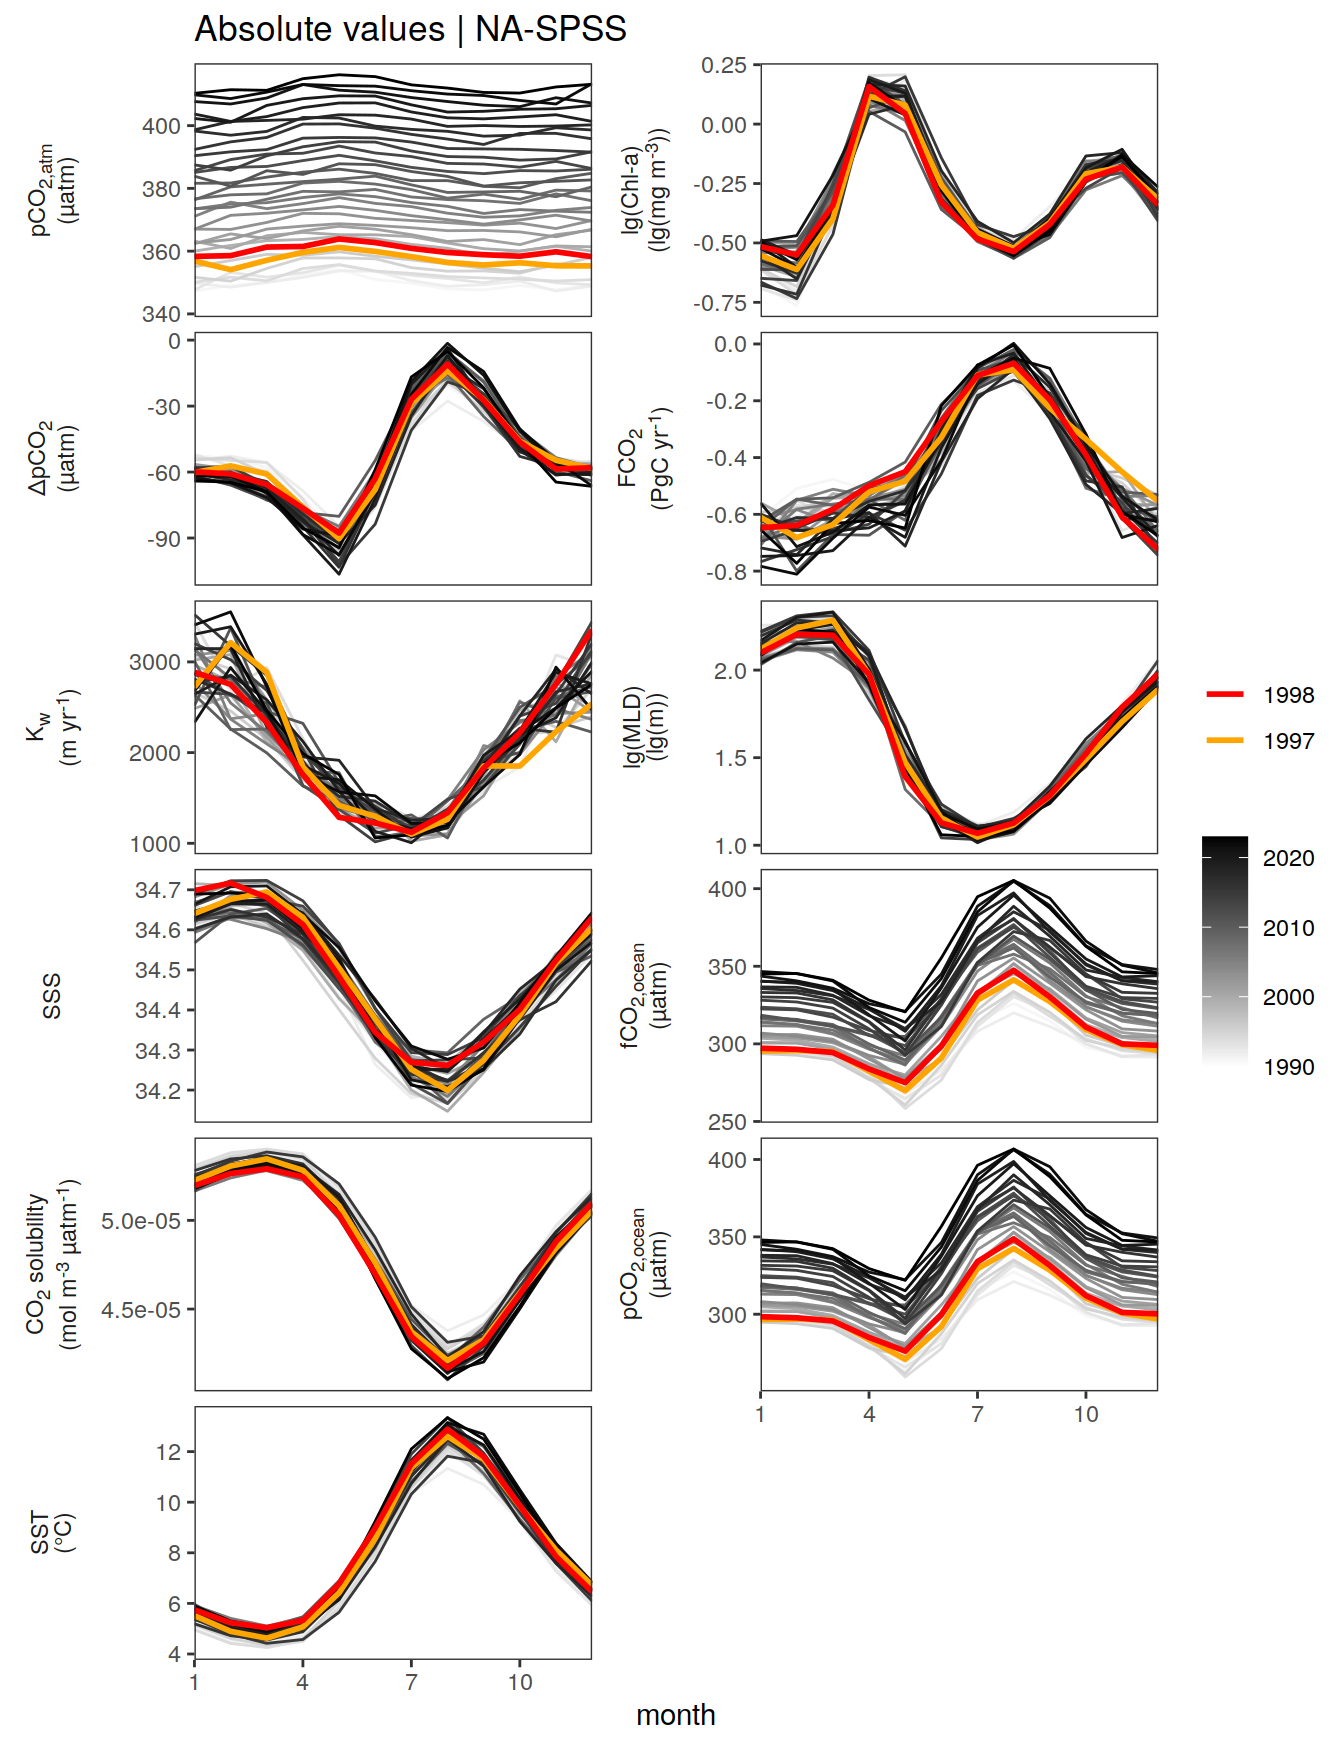 Absolute values | NA-SPSS
pCO2,atm
(µatm)
400
380
360
340
lg(Chl-a)
(lg(mg m-3))
0.25
0.00
-0.25
-0.50
-0.75
ΔpCO2
(µatm)
0
-30
-60
-90
FCO2
(PgC yr-1)
0.0
-0.2
-0.4
-0.6
-0.8
Kw
(m yr-1)
3000
2000
1000
lg(MLD)
(lg(m))
2.0
1.5
1.0
SSS
34.7
34.6
34.5
34.4
34.3
34.2
fCO2,ocean
(µatm)
400
350
300
250
CO2 solubility
(mol m-3 µatm-1)
5.0e-05
4.5e-05
pCO2,ocean
(µatm)
400
350
300
1 4 7 10
SST
(°C)
12
10
8
6
4
1 4 7 10
month
1998
1997
2020
2010
2000
1990